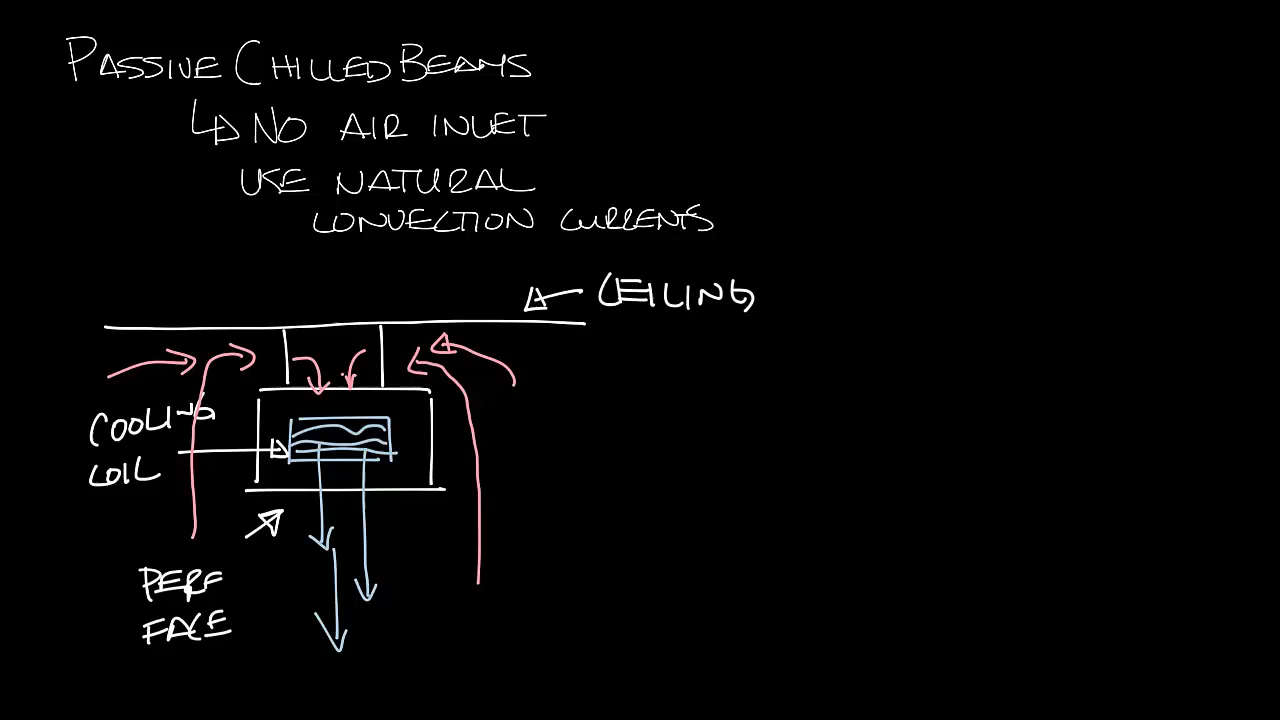 PASSIVE CHILLED BEAMS
↳ NO AIR INLET
USE NATURAL
CONVECTION CURRENTS
CEILING
COOLING
COIL
PERF
FACE